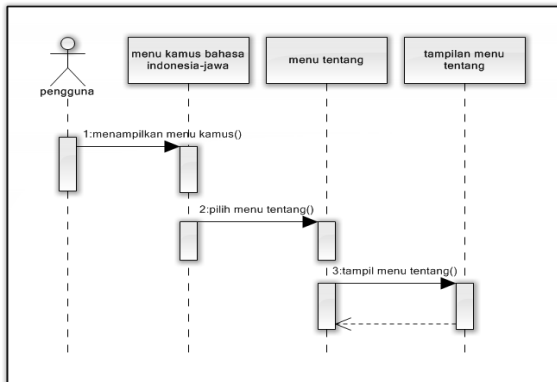 menu kamus bahasa
indonesia-jawa
menu tentang
tampilan menu
tentang
pengguna
1:menampilkan menu kamus()
2:pilih menu tentang()
3:tampil menu tentang()